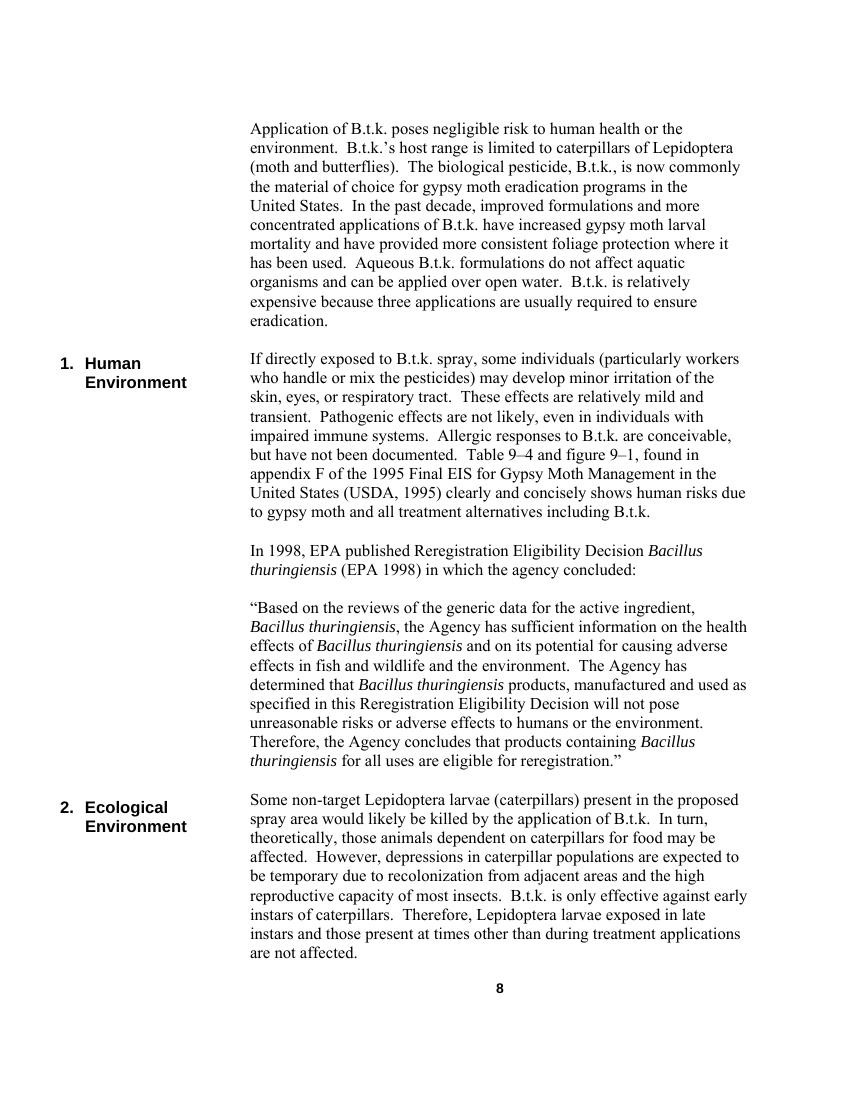 Application of B.t.k. poses negligible risk to human health or the
environment.  B.t.k.’s host range is limited to caterpillars of Lepidoptera
(moth and butterflies).  The biological pesticide, B.t.k., is now commonly
the material of choice for gypsy moth eradication programs in the
United States.  In the past decade, improved formulations and more
concentrated applications of B.t.k. have increased gypsy moth larval
mortality and have provided more consistent foliage protection where it
has been used.  Aqueous B.t.k. formulations do not affect aquatic
organisms and can be applied over open water.  B.t.k. is relatively
expensive because three applications are usually required to ensure
eradication.
1. Human
Environment
If directly exposed to B.t.k. spray, some individuals (particularly workers
who handle or mix the pesticides) may develop minor irritation of the
skin, eyes, or respiratory tract.  These effects are relatively mild and
transient.  Pathogenic effects are not likely, even in individuals with
impaired immune systems.  Allergic responses to B.t.k. are conceivable,
but have not been documented.  Table 9–4 and figure 9–1, found in
appendix F of the 1995 Final EIS for Gypsy Moth Management in the
United States (USDA, 1995) clearly and concisely shows human risks due
to gypsy moth and all treatment alternatives including B.t.k.
In 1998, EPA published Reregistration Eligibility Decision Bacillus
thuringiensis (EPA 1998) in which the agency concluded:
“Based on the reviews of the generic data for the active ingredient,
Bacillus thuringiensis, the Agency has sufficient information on the health
effects of Bacillus thuringiensis and on its potential for causing adverse
effects in fish and wildlife and the environment.  The Agency has
determined that Bacillus thuringiensis products, manufactured and used as
specified in this Reregistration Eligibility Decision will not pose
unreasonable risks or adverse effects to humans or the environment.
Therefore, the Agency concludes that products containing Bacillus
thuringiensis for all uses are eligible for reregistration.”
2. Ecological
Environment
Some non-target Lepidoptera larvae (caterpillars) present in the proposed
spray area would likely be killed by the application of B.t.k.  In turn,
theoretically, those animals dependent on caterpillars for food may be
affected.  However, depressions in caterpillar populations are expected to
be temporary due to recolonization from adjacent areas and the high
reproductive capacity of most insects.  B.t.k. is only effective against early
instars of caterpillars.  Therefore, Lepidoptera larvae exposed in late
instars and those present at times other than during treatment applications
are not affected.
8